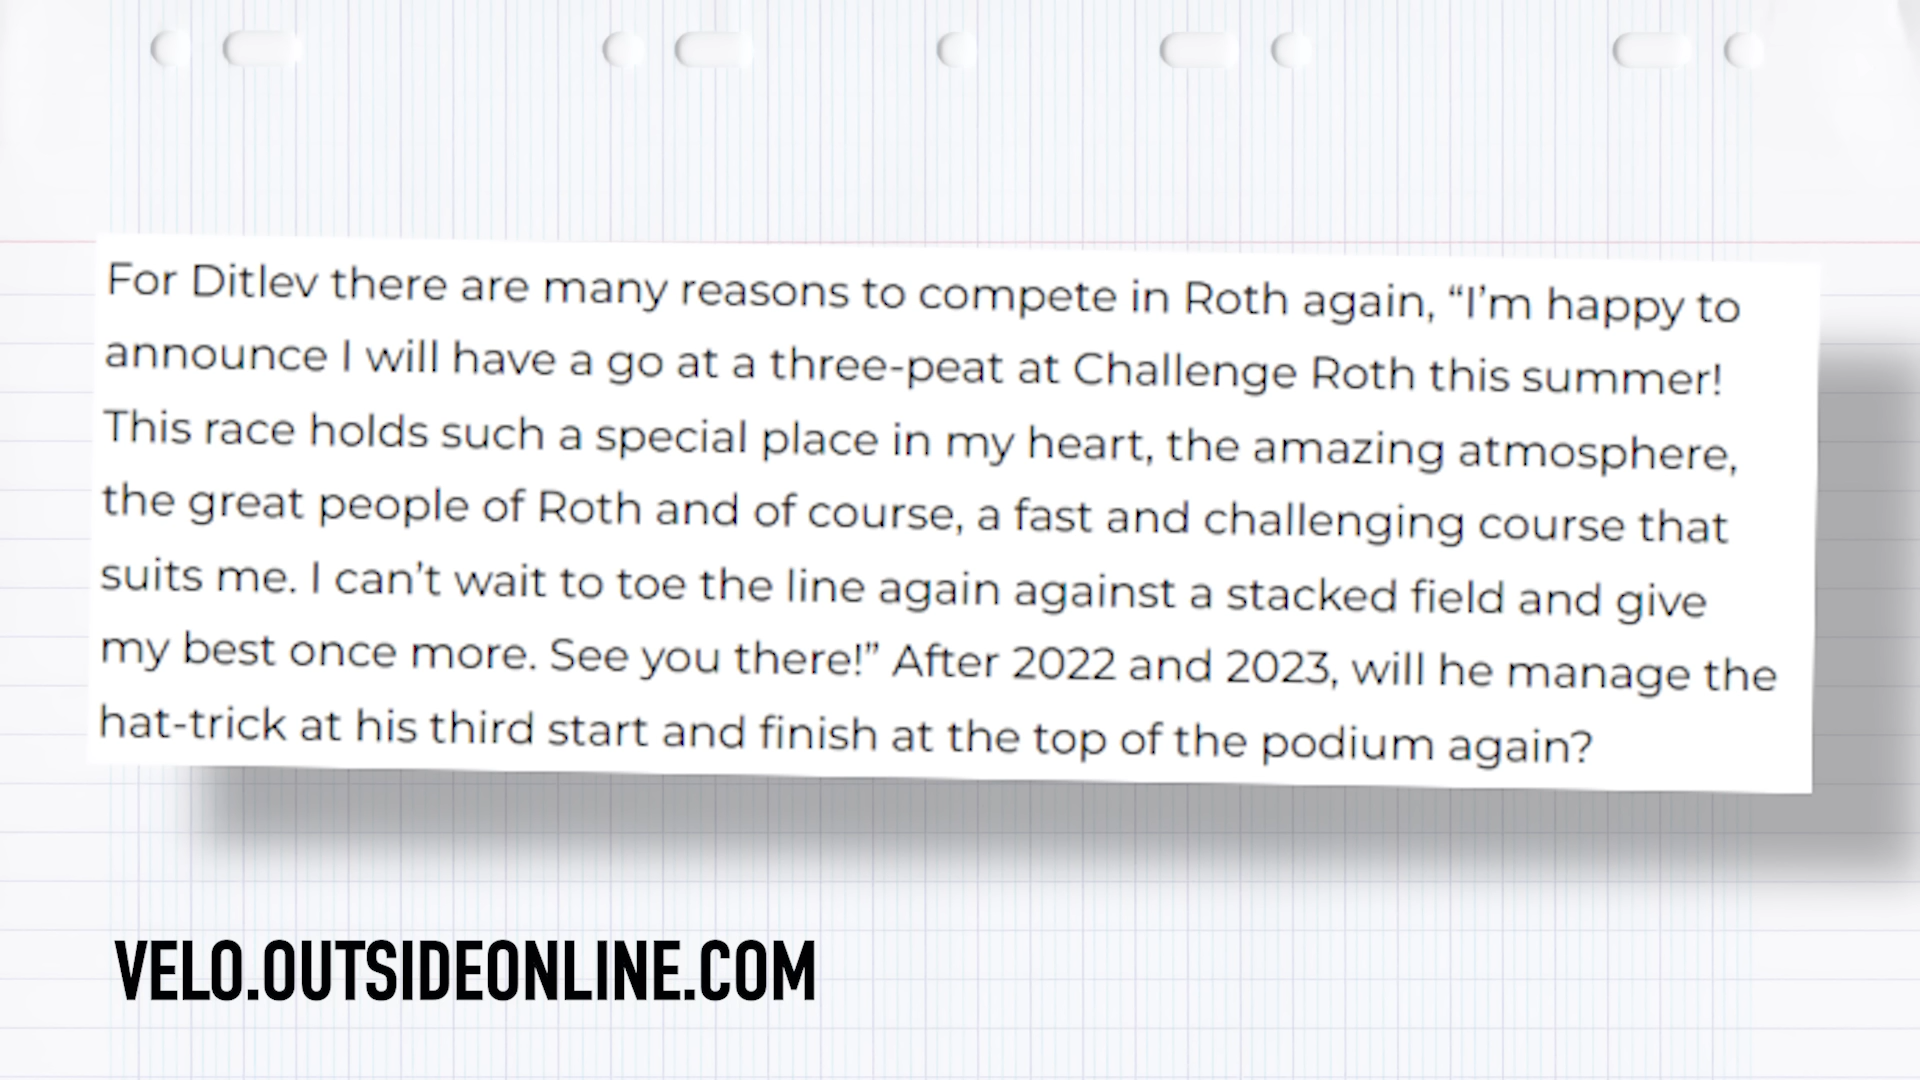 For Ditlev there are many reasons to compete in Roth again, “I’m happy to
announce I will have a go at a three-peat at Challenge Roth this summer!
This race holds such a special place in my heart, the amazing atmosphere,
the great people of Roth and of course, a fast and challenging course that
suits me. I can’t wait to toe the line again against a stacked field and give
my best once more. See you there!” After 2022 and 2023, will he manage the
hat-trick at his third start and finish at the top of the podium again?
VELO.OUTSIDEONLINE.COM